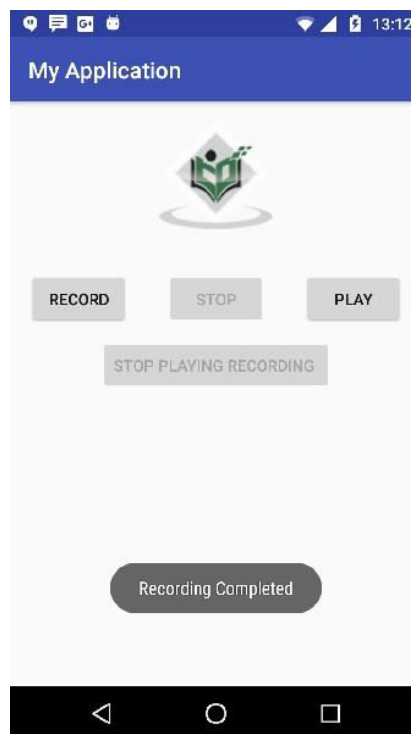 13:12
My Application
RECORD STOP PLAY
STOP PLAYING RECORDING
Recording Completed